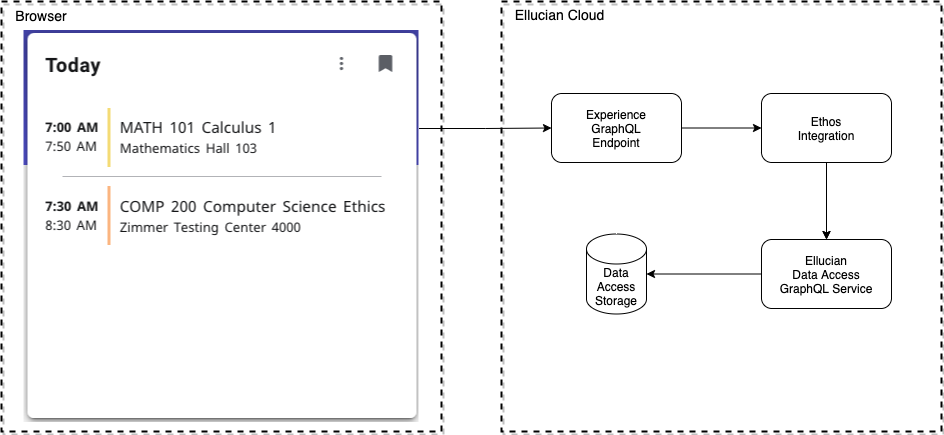 Browser
Today
7:00 AM
7:50 AM
MATH 101 Calculus 1
Mathematics Hall 103
7:30 AM
8:30 AM
COMP 200 Computer Science Ethics
Zimmer Testing Center 4000
Ellucian Cloud
Experience
GraphQL
Endpoint
Ethos
Integration
Ellucian
Data Access
GraphQL Service
Data
Access
Storage